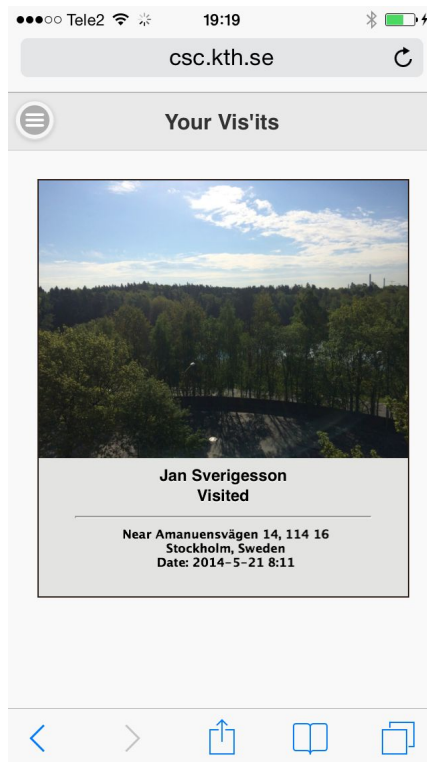 Tele2 19:19
csc.kth.se
Your Vis'its
Jan Sverigesson
Visited
Near Amanuensvägen 14, 114 16
Stockholm, Sweden
Date: 2014-5-21 8:11